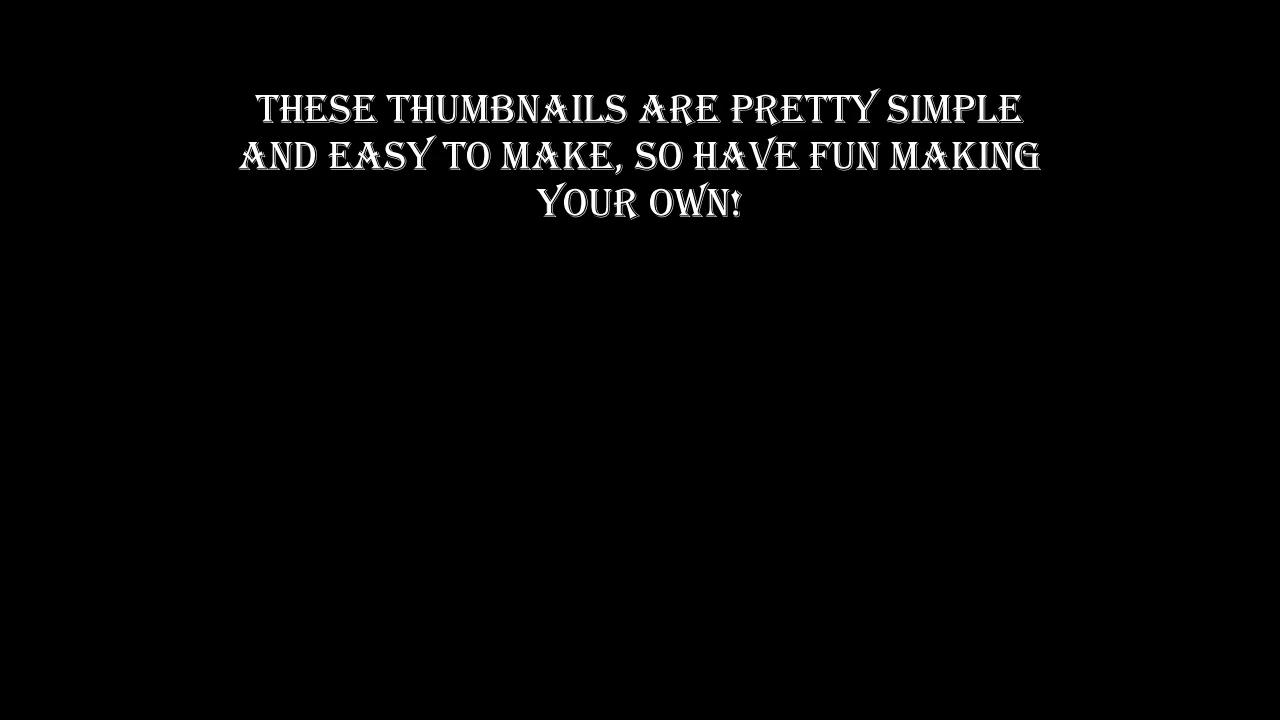 THESE THUMBNAILS ARE PRETTY SIMPLE
AND EASY TO MAKE, SO HAVE FUN MAKING
YOUR OWN!